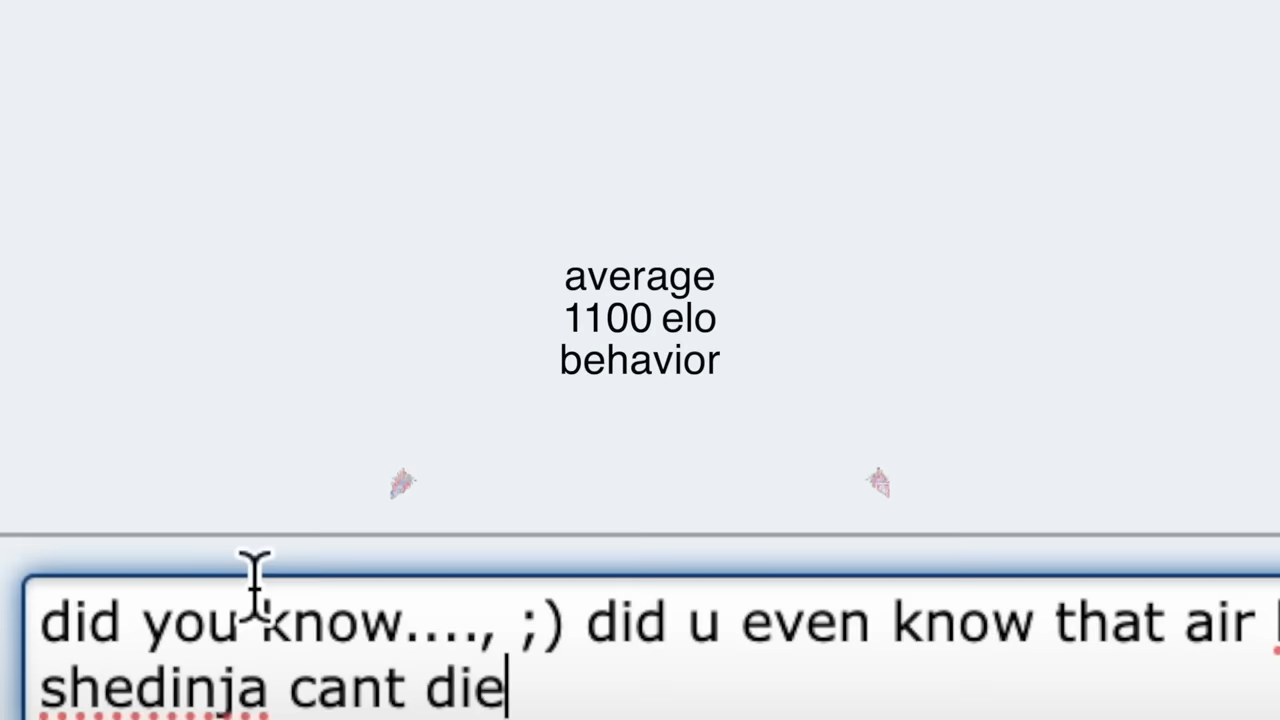 average
1100 elo
behavior
did you know...., ;) did u even know that air
shedinja cant die